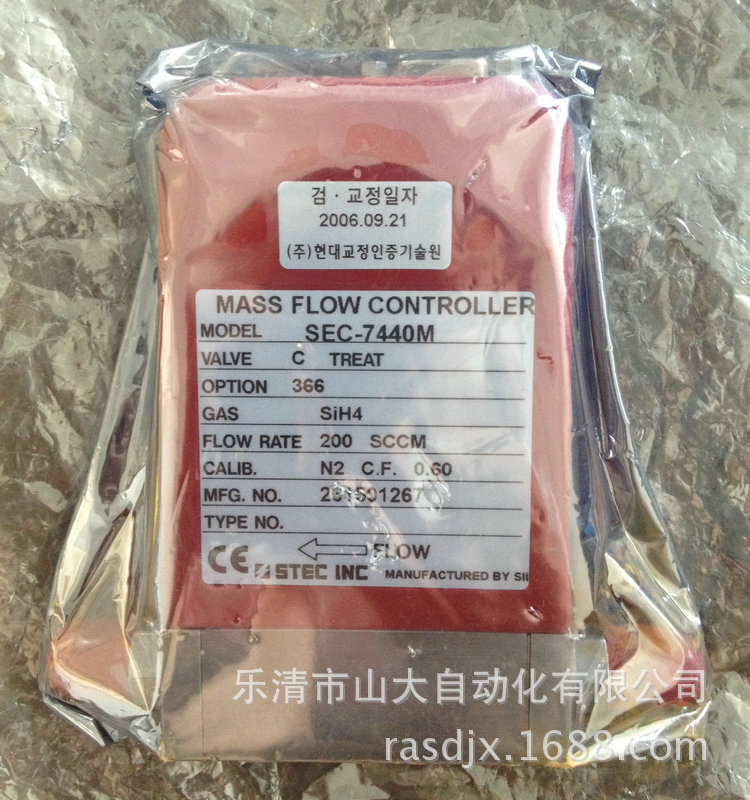 검·교정일자
2006.09.21
(주)현대교정인증기술원
MASS FLOW CONTROLLER
MODEL SEC-7440M
VALVE C TREAT
OPTION 366
GAS SiH4
FLOW RATE 200 SCCM
CALIB. N2 C.F. 0.60
MFG. NO.
TYPE NO.
CE FLOW
STEC INC MANUFACTURED BY SII
乐清市山大自动化有限公司
rasdjx.1688.com